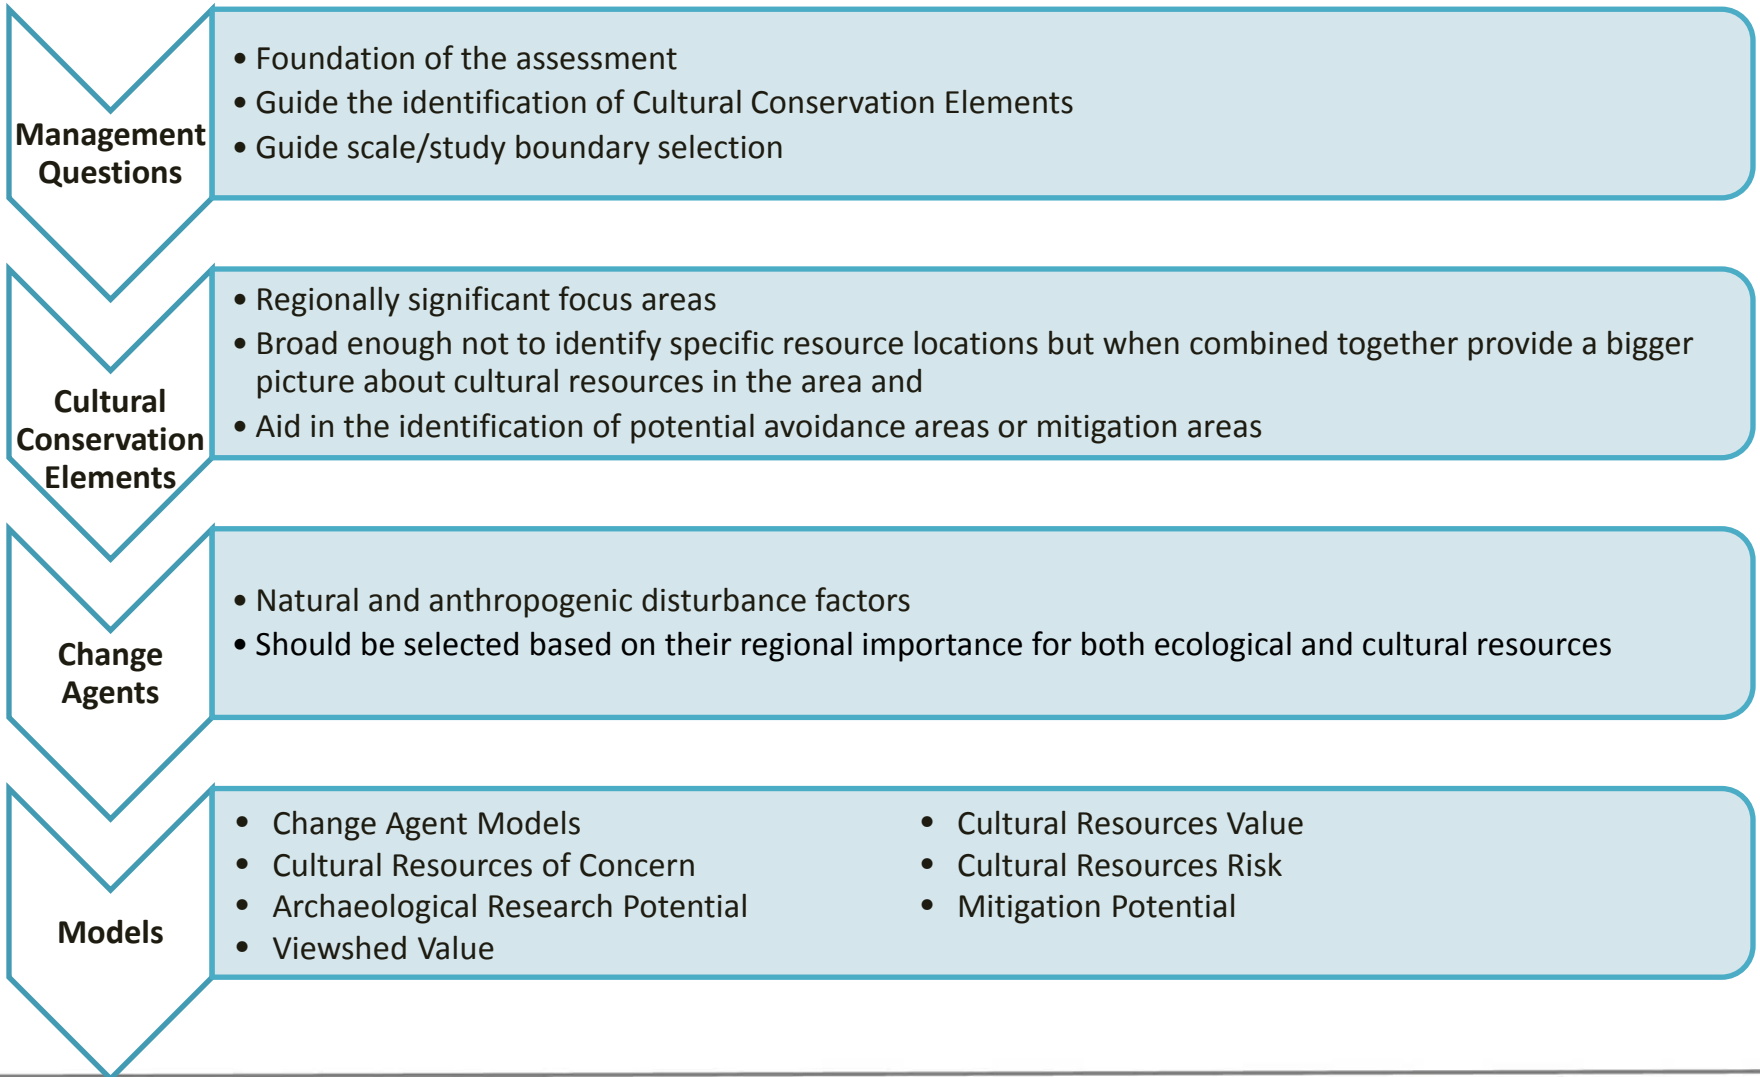 Management
Questions
• Foundation of the assessment
• Guide the identification of Cultural Conservation Elements
• Guide scale/study boundary selection
Cultural
Conservation
Elements
• Regionally significant focus areas
• Broad enough not to identify specific resource locations but when combined together provide a bigger
picture about cultural resources in the area and
• Aid in the identification of potential avoidance areas or mitigation areas
Change
Agents
• Natural and anthropogenic disturbance factors
• Should be selected based on their regional importance for both ecological and cultural resources
Models
• Change Agent Models
• Cultural Resources of Concern
• Archaeological Research Potential
• Viewshed Value
• Cultural Resources Value
• Cultural Resources Risk
• Mitigation Potential